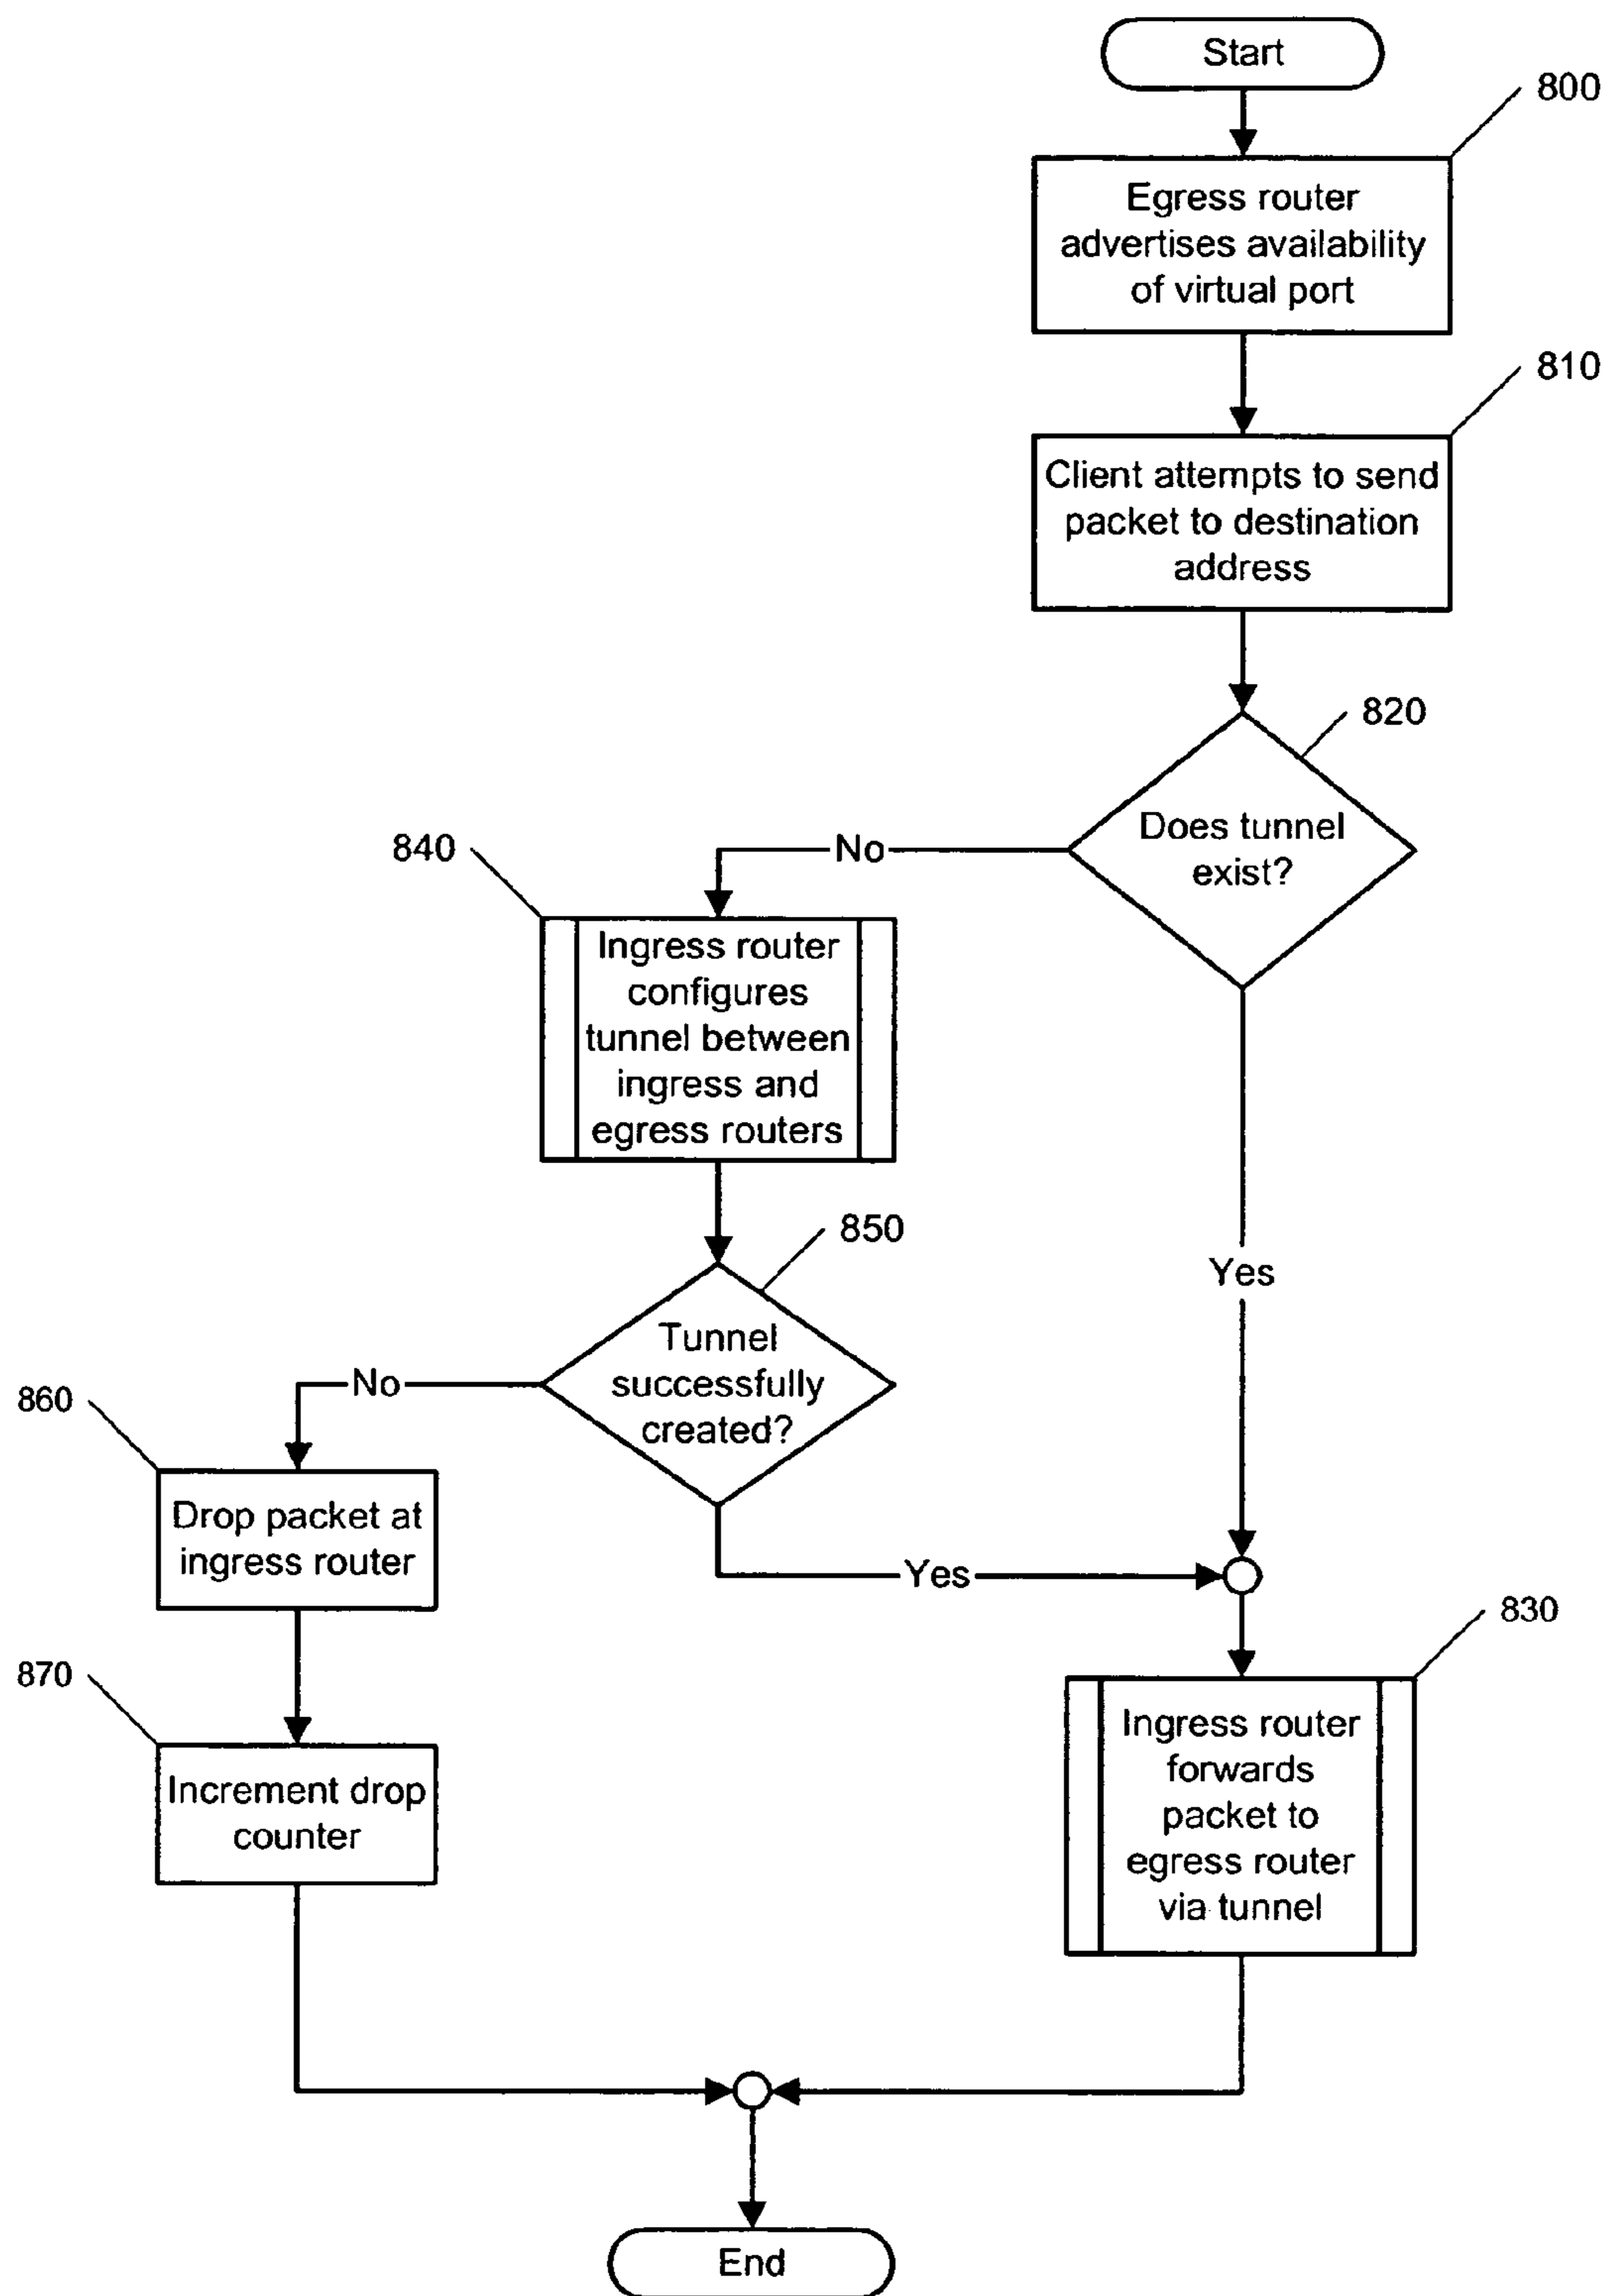 Start
800
Egress router
advertises availability
of virtual port
810
Client attempts to send
packet to destination
address
820
Does tunnel
exist?
No
840
Ingress router
configures
tunnel between
ingress and
egress routers
Yes
850
Tunnel
successfully
created?
No
860
Drop packet at
ingress router
Yes
830
870
Increment drop
counter
Ingress router
forwards
packet to
egress router
via tunnel
End